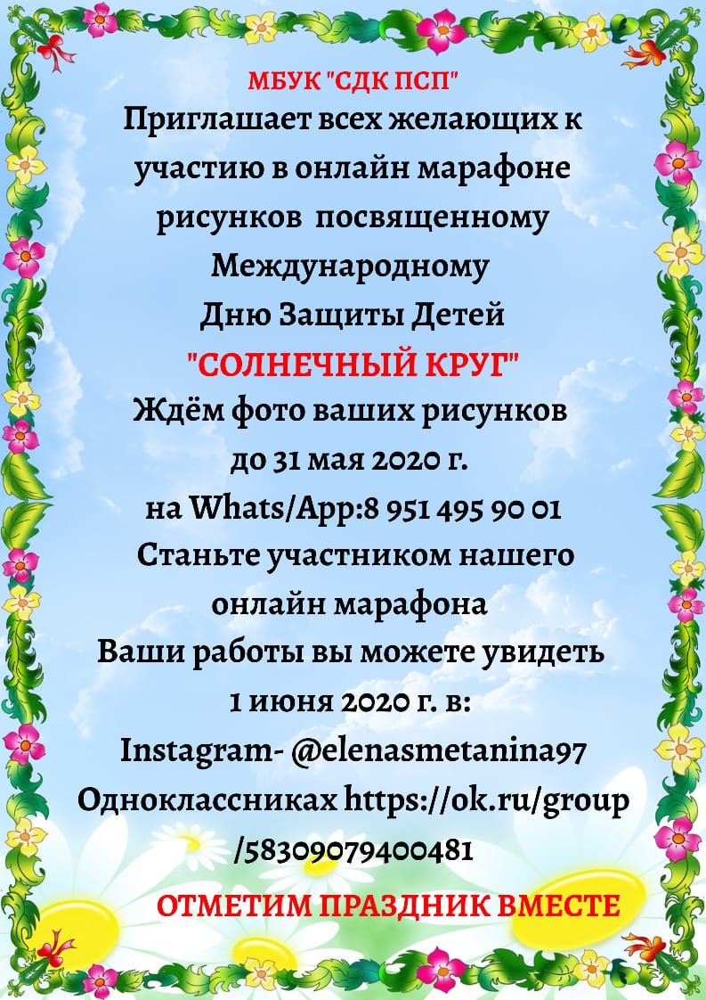 МБУК "СДК ПСП"
Приглашает всех желающих к
участию в онлайн марафоне
рисунков посвященному
Международному
Дню Защиты Детей
"СОЛНЕЧНЫЙ КРУГ"
Ждём фото ваших рисунков
до 31 мая 2020 г.
на Whats/App:8 951 495 90 01
Станьте участником нашего
онлайн марафона
Ваши работы вы можете увидеть
1 июня 2020 г. в:
Instagram- @elenasmetanina97
Одноклассниках https://ok.ru/group
/58309079400481
ОТМЕТИМ ПРАЗДНИК ВМЕСТЕ